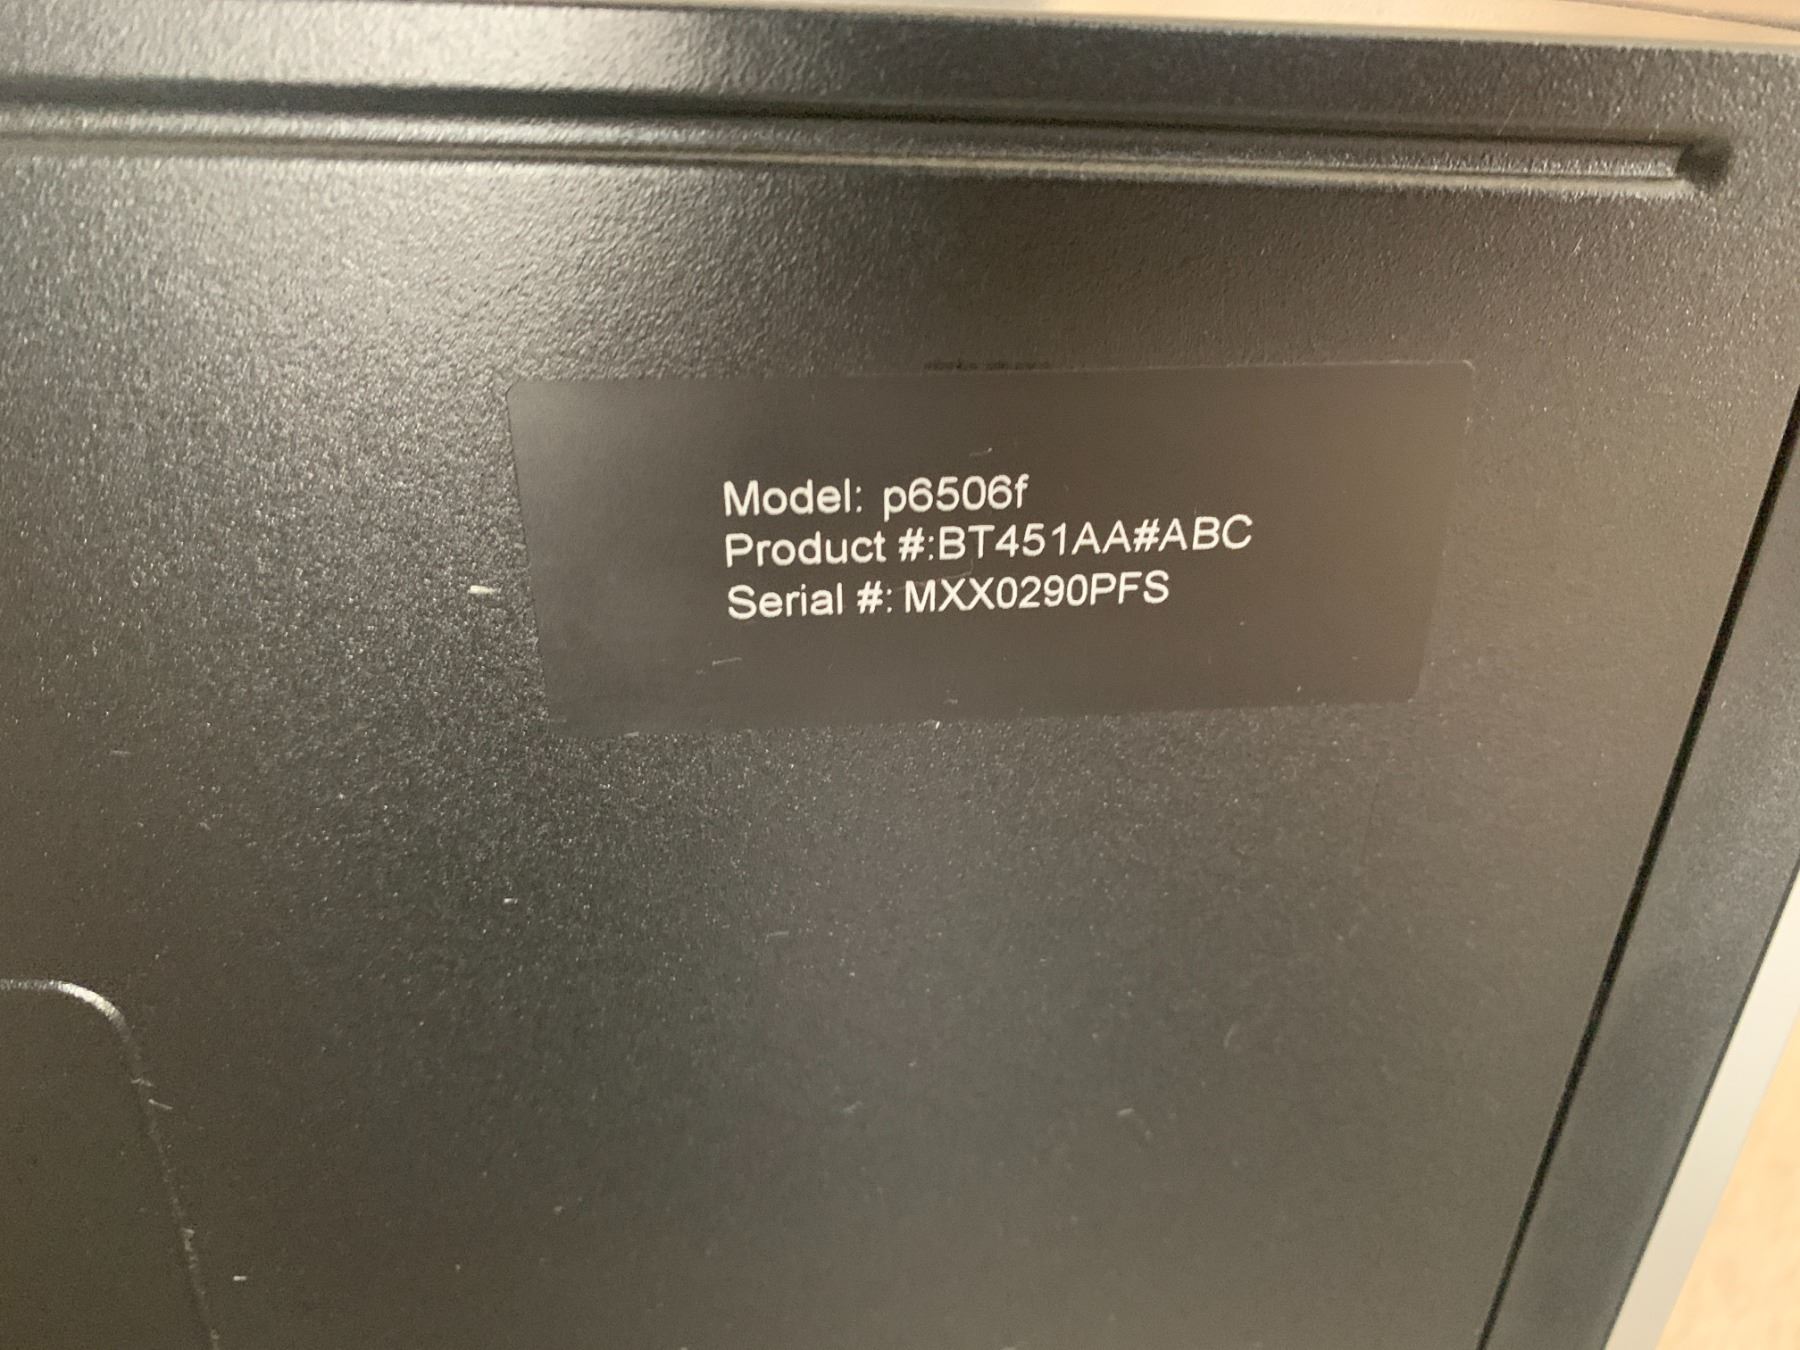 Model: p6506f
Product #:BT451AA#ABC
Serial #: MXX0290PFS